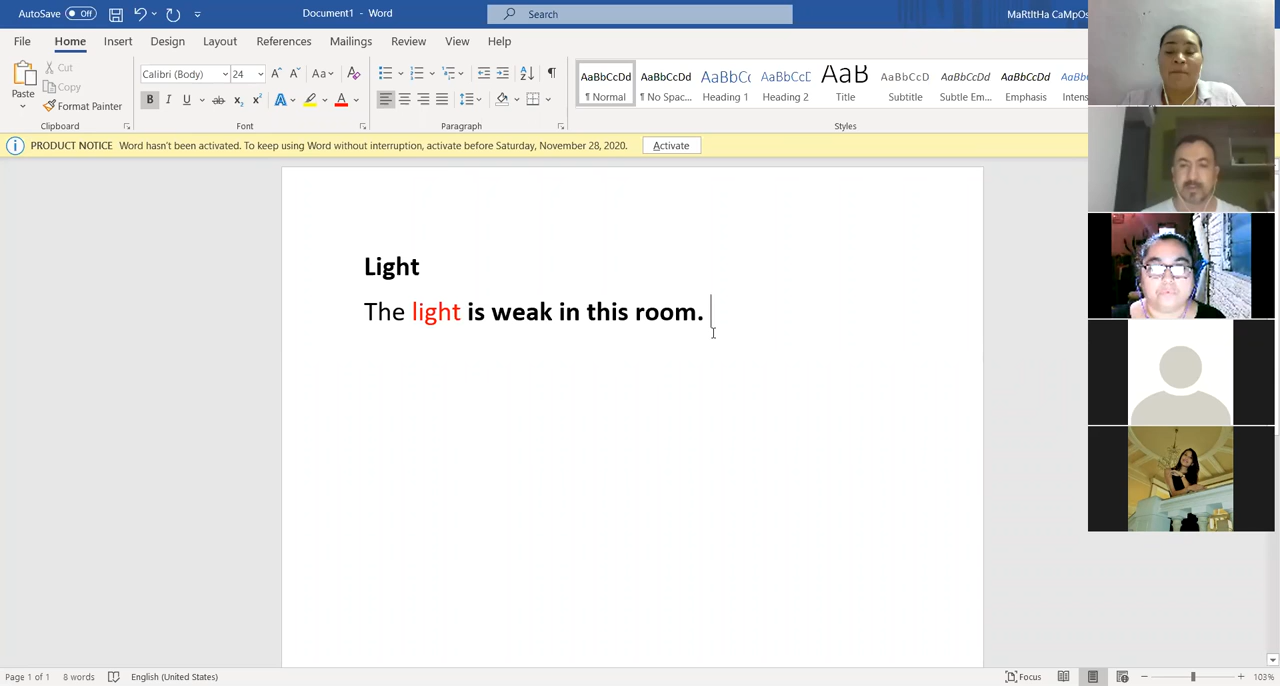 AutoSave Off Document1 - Word Search MaRtItHa CaMpOs
File Home Insert Design Layout References Mailings Review View Help
Paste Cut Copy Format Painter Clipboard
Calibri (Body) 24 Aa Font
Paragraph
AaBbCcDd AaBbCcDd AaBbCc AaBbCcE AaB AaBbCcD AaBbCcDd AaBbCcDd
¶ Normal ¶ No Spac... Heading 1 Heading 2 Title Subtitle Subtle Em... Emphasis
Styles
PRODUCT NOTICE Word hasn't been activated. To keep using Word without interruption, activate before Saturday, November 28, 2020. Activate
Light
The light is weak in this room.
Page 1 of 1 8 words English (United States) Focus 103%